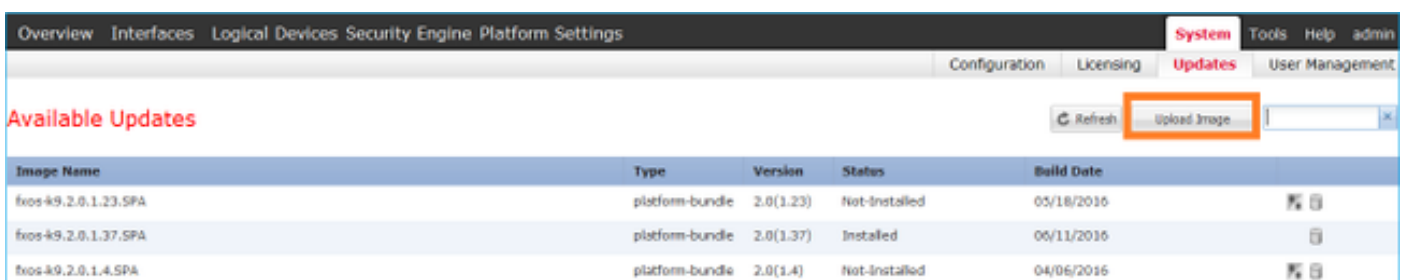 Overview Interfaces Logical Devices Security Engine Platform Settings System Tools Help admin
Configuration Licensing Updates User Management
Available Updates Refresh Upload Image
Image Name Type Version Status Build Date
fxos-k9.2.0.1.23.SPA platform-bundle 2.0(1.23) Not-Installed 05/18/2016
fxos-k9.2.0.1.37.SPA platform-bundle 2.0(1.37) Installed 06/11/2016
fxos-k9.2.0.1.4.SPA platform-bundle 2.0(1.4) Not-Installed 04/06/2016